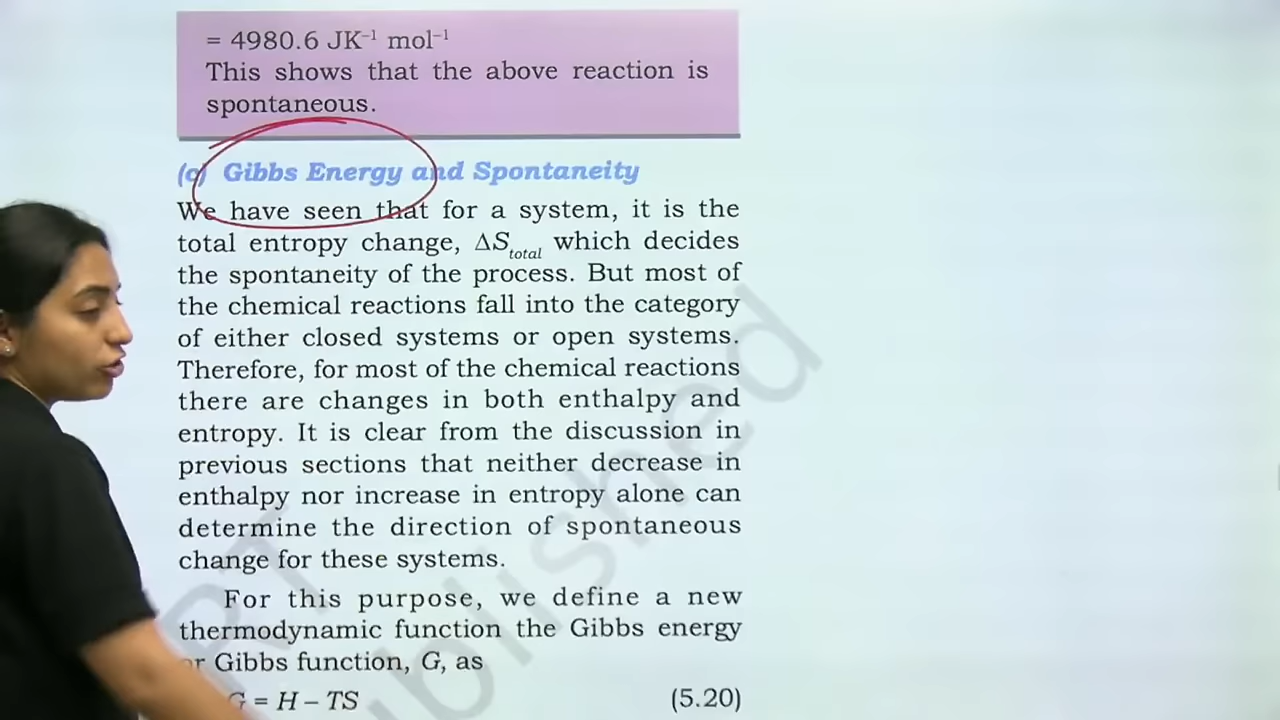 = 4980.6 JK⁻¹ mol⁻¹
This shows that the above reaction is
spontaneous.
(c) Gibbs Energy and Spontaneity
We have seen that for a system, it is the
total entropy change, ΔS_total which decides
the spontaneity of the process. But most of
the chemical reactions fall into the category
of either closed systems or open systems.
Therefore, for most of the chemical reactions
there are changes in both enthalpy and
entropy. It is clear from the discussion in
previous sections that neither decrease in
enthalpy nor increase in entropy alone can
determine the direction of spontaneous
change for these systems.
For this purpose, we define a new
thermodynamic function the Gibbs energy
or Gibbs function, G, as
G = H – TS (5.20)